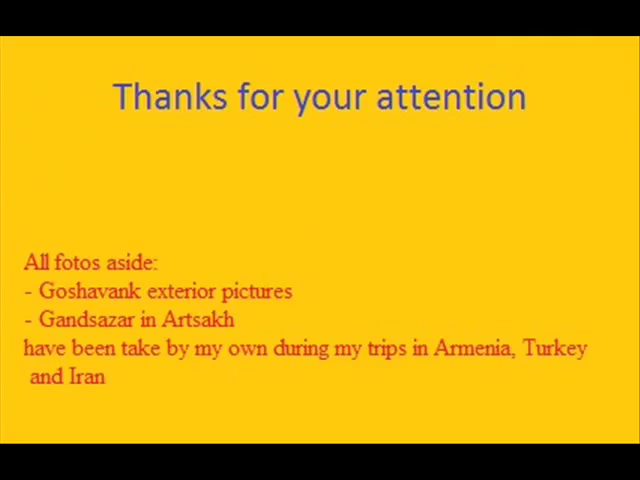 Thanks for your attention
All fotos aside:
- Goshavank exterior pictures
- Gandsazar in Artsakh
have been take by my own during my trips in Armenia, Turkey
and Iran